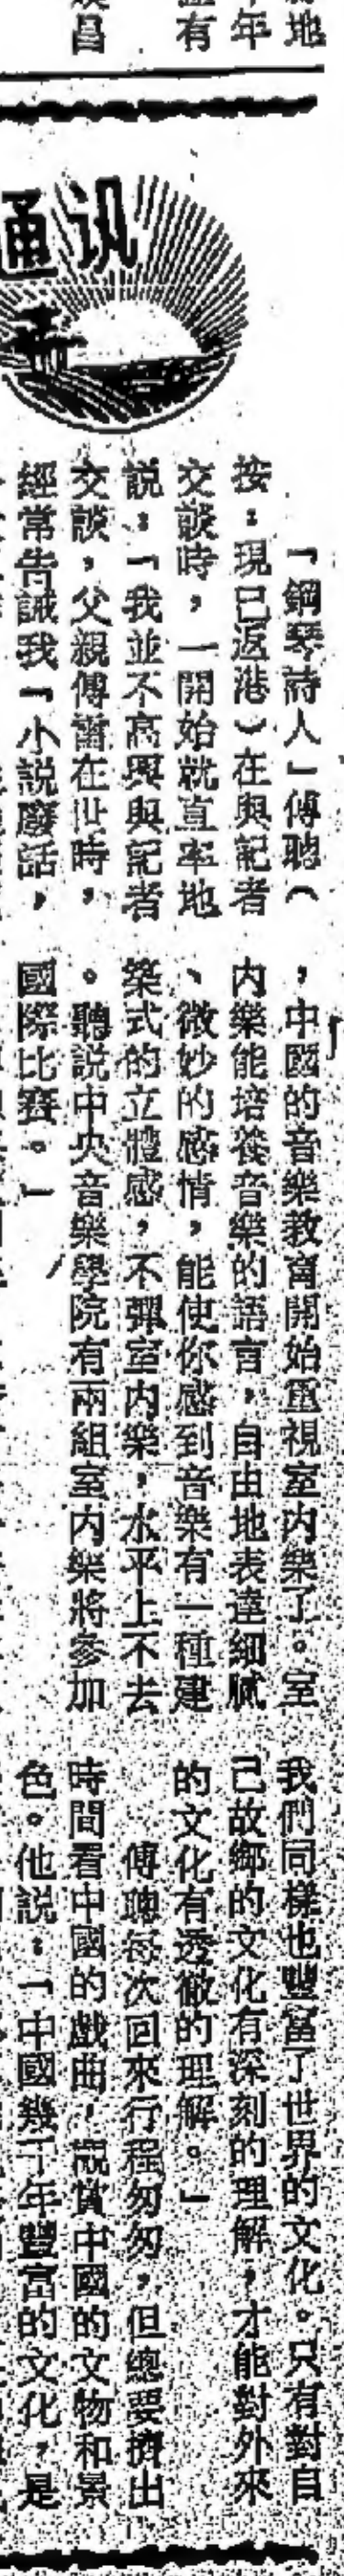 地
年
有
昌
通讯
「鋼琴詩人」傅聰(
按：現已返港)在與記者
交談時，一開始就直率地
説：「我並不高興與記者
交談，父親傅雷在世時，
經常告誡我「小説廢話，
，中國的音樂教育開始重視室内樂了。室
内樂能培養音樂的語言，自由地表達細膩
、微妙的感情，能使你感到音樂有一種建
築式的立體感，不彈室内樂，水平上不去
。聽説中央音樂學院有兩組室内樂將參加
國際比賽。」
我們同樣也豐富了世界的文化。只有對自
己故鄉的文化有深刻的理解，才能對外來
的文化有透徹的理解。」
傅聰每次回來行程匆匆，但總要擠出
時間看中國的戲曲，觀賞中國的文物和景
色。他説：「中國幾千年豐富的文化，是